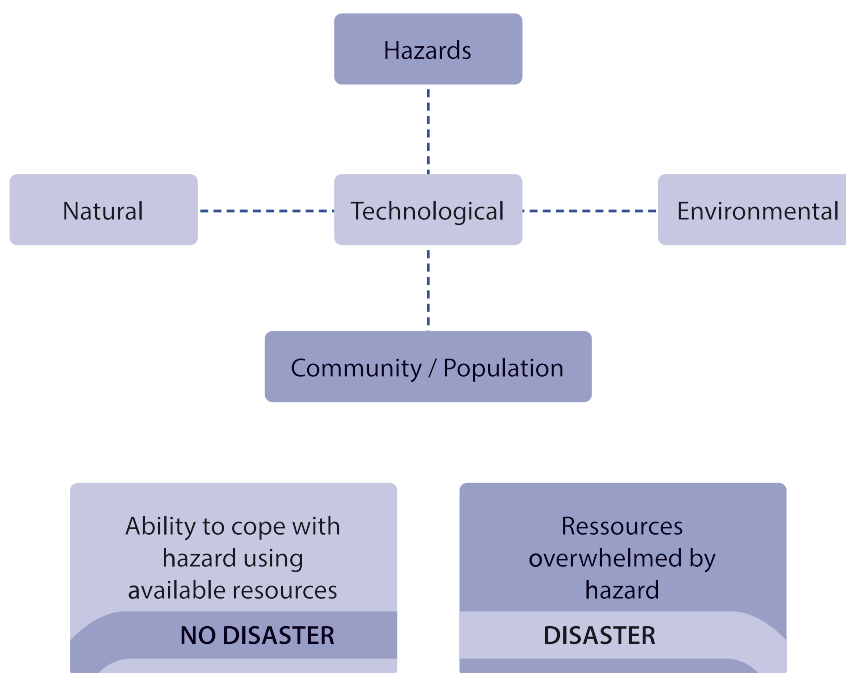 Hazards
Natural
Technological
Environmental
Community / Population
Ability to cope with
hazard using
available resources
NO DISASTER
Ressources
overwhelmed by
hazard
DISASTER